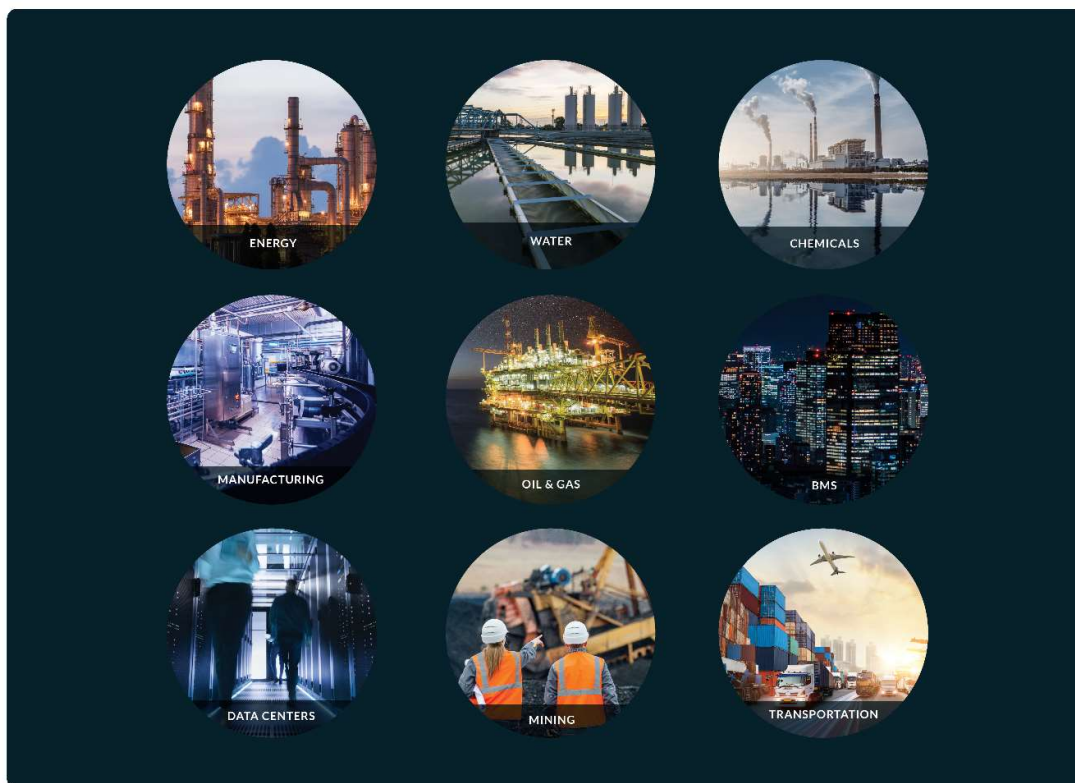 ENERGY
WATER
CHEMICALS
MANUFACTURING
OIL & GAS
BMS
DATA CENTERS
MINING
TRANSPORTATION